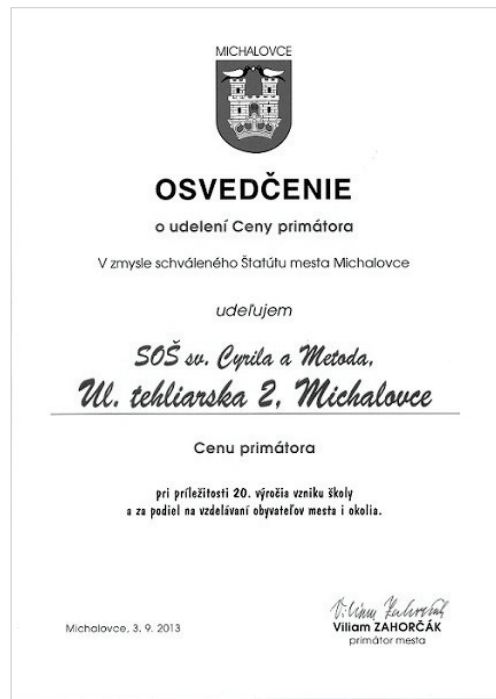 MICHALOVCE
OSVEDČENIE
o udelení Ceny primátora
V zmysle schváleného Štatútu mesta Michalovce
udeľujem
SOŠ sv. Cyrila a Metoda,
Ul. tehliarska 2, Michalovce
Cenu primátora
pri príležitosti 20. výročia vzniku školy
a za podiel na vzdelávaní obyvateľov mesta i okolia.
Viliam Zahorčák
Michalovce, 3. 9. 2013
Viliam ZAHORČÁK
primátor mesta